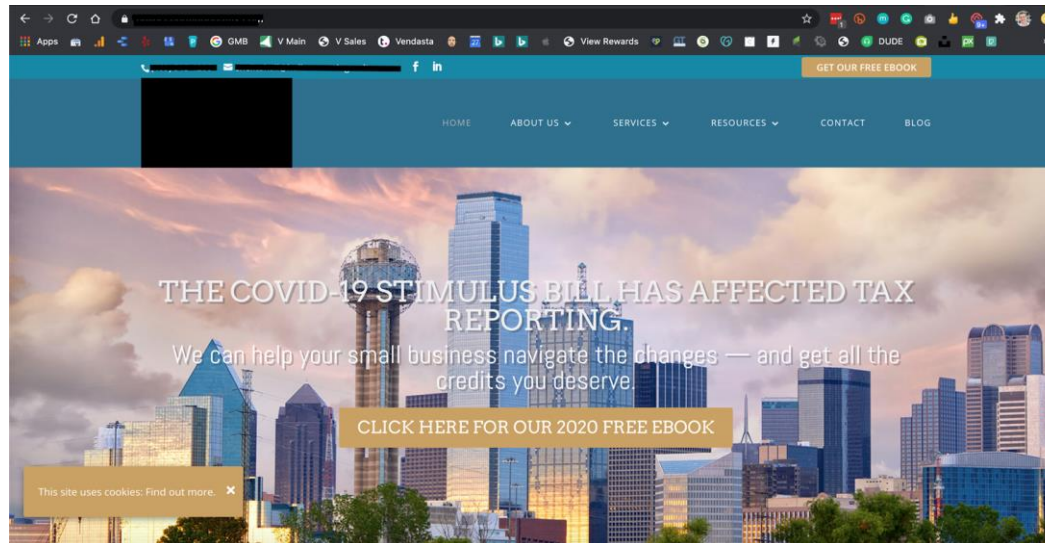 Apps
GMB
V Main
V Sales
Vendasta
View Rewards
DUDE
f in
GET OUR FREE EBOOK
HOME ABOUT US SERVICES RESOURCES CONTACT BLOG
THE COVID-19 STIMULUS BILL HAS AFFECTED TAX
REPORTING.
We can help your small business navigate the changes — and get all the
credits you deserve.
CLICK HERE FOR OUR 2020 FREE EBOOK
This site uses cookies: Find out more. ×